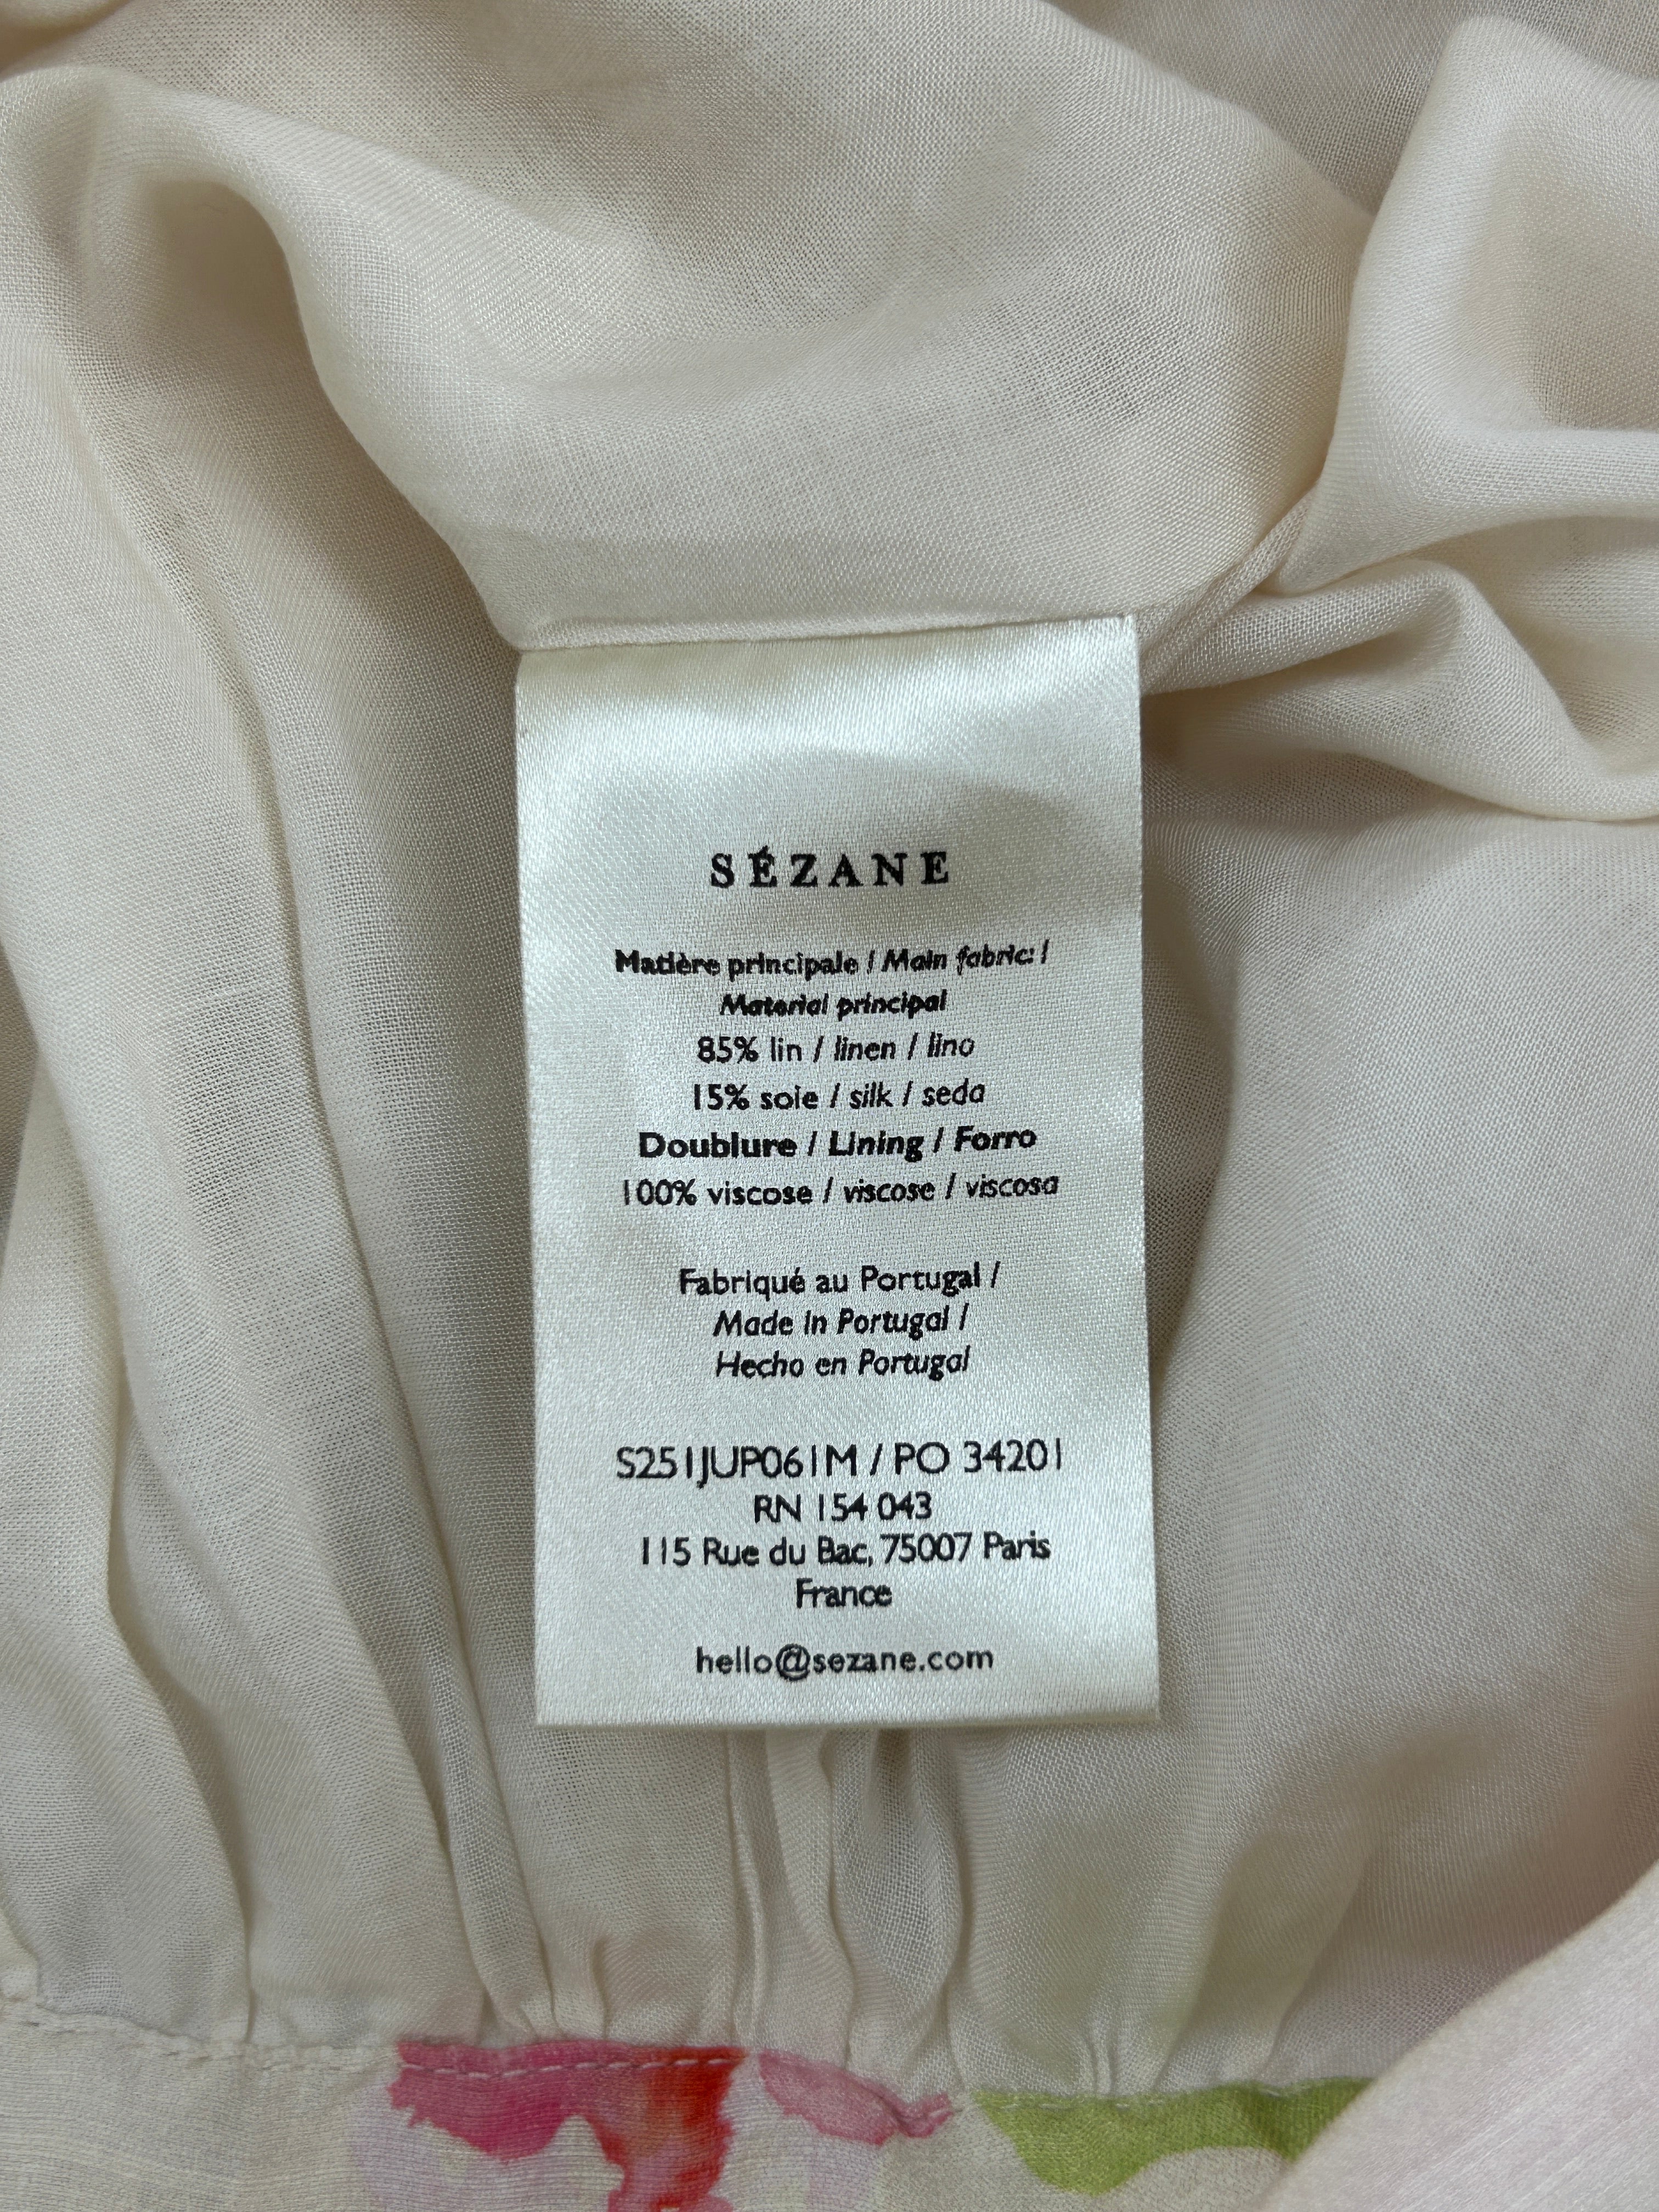 SÉZANE
Matière principale / Main fabric: /
Material principal
85% lin / linen / lino
15% soie / silk / seda
Doublure / Lining / Forro
100% viscose / viscose / viscosa
Fabriqué au Portugal /
Made in Portugal /
Hecho en Portugal
S251JUP061M / PO 34201
RN 154 043
115 Rue du Bac, 75007 Paris
France
hello@sezane.com